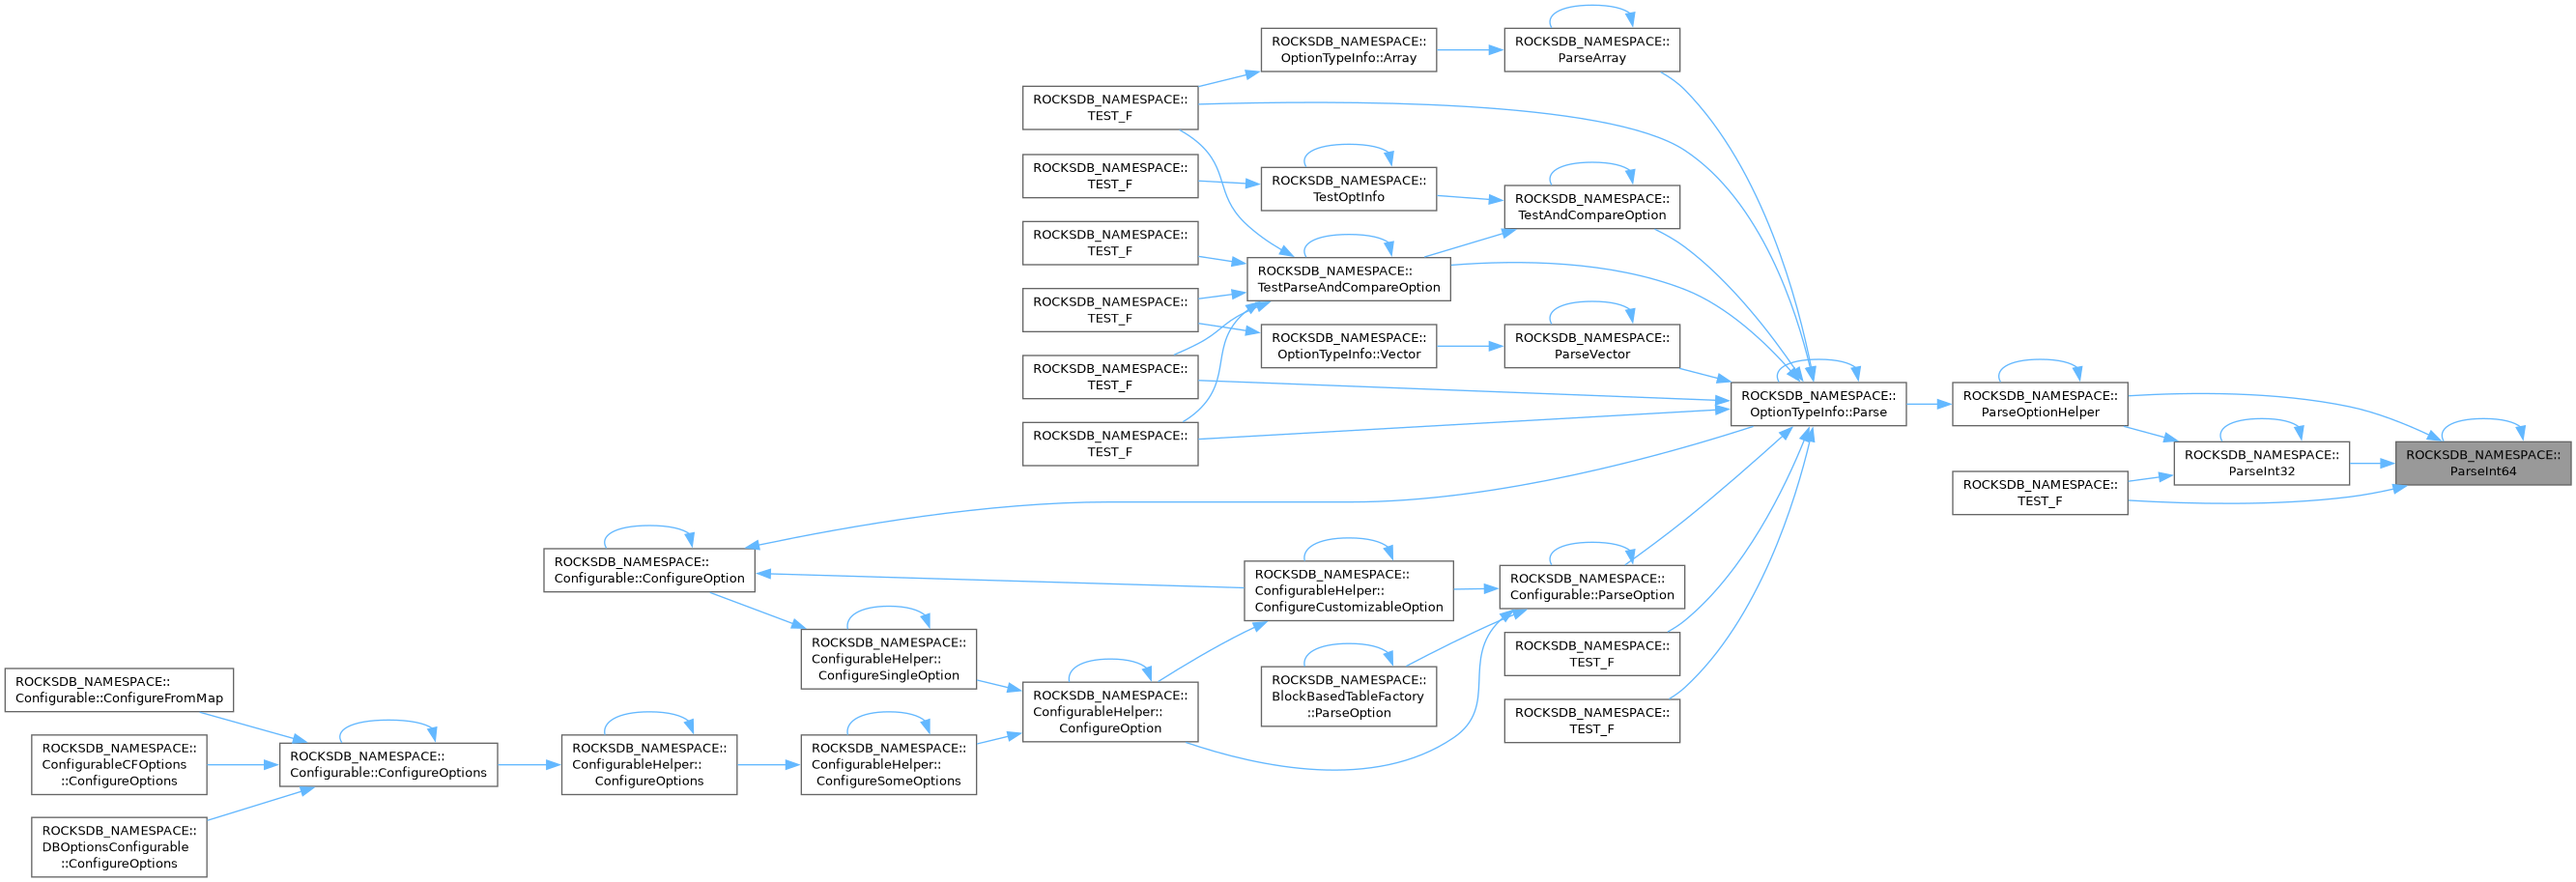 ROCKSDB_NAMESPACE::
OptionTypeInfo::Array
ROCKSDB_NAMESPACE::
ParseArray
ROCKSDB_NAMESPACE::
TEST_F
ROCKSDB_NAMESPACE::
TEST_F
ROCKSDB_NAMESPACE::
TestOptInfo
ROCKSDB_NAMESPACE::
TestAndCompareOption
ROCKSDB_NAMESPACE::
TEST_F
ROCKSDB_NAMESPACE::
TestParseAndCompareOption
ROCKSDB_NAMESPACE::
TEST_F
ROCKSDB_NAMESPACE::
OptionTypeInfo::Vector
ROCKSDB_NAMESPACE::
ParseVector
ROCKSDB_NAMESPACE::
TEST_F
ROCKSDB_NAMESPACE::
OptionTypeInfo::Parse
ROCKSDB_NAMESPACE::
ParseOptionHelper
ROCKSDB_NAMESPACE::
TEST_F
ROCKSDB_NAMESPACE::
ParseInt32
ROCKSDB_NAMESPACE::
ParseInt64
ROCKSDB_NAMESPACE::
TEST_F
ROCKSDB_NAMESPACE::
Configurable::ConfigureOption
ROCKSDB_NAMESPACE::
ConfigurableHelper::
ConfigureCustomizableOption
ROCKSDB_NAMESPACE::
Configurable::ParseOption
ROCKSDB_NAMESPACE::
ConfigurableHelper::
ConfigureSingleOption
ROCKSDB_NAMESPACE::
TEST_F
ROCKSDB_NAMESPACE::
Configurable::ConfigureFromMap
ROCKSDB_NAMESPACE::
ConfigurableHelper::
ConfigureOption
ROCKSDB_NAMESPACE::
BlockBasedTableFactory
::ParseOption
ROCKSDB_NAMESPACE::
TEST_F
ROCKSDB_NAMESPACE::
ConfigurableCFOptions
::ConfigureOptions
ROCKSDB_NAMESPACE::
Configurable::ConfigureOptions
ROCKSDB_NAMESPACE::
ConfigurableHelper::
ConfigureOptions
ROCKSDB_NAMESPACE::
ConfigurableHelper::
ConfigureSomeOptions
ROCKSDB_NAMESPACE::
DBOptionsConfigurable
::ConfigureOptions